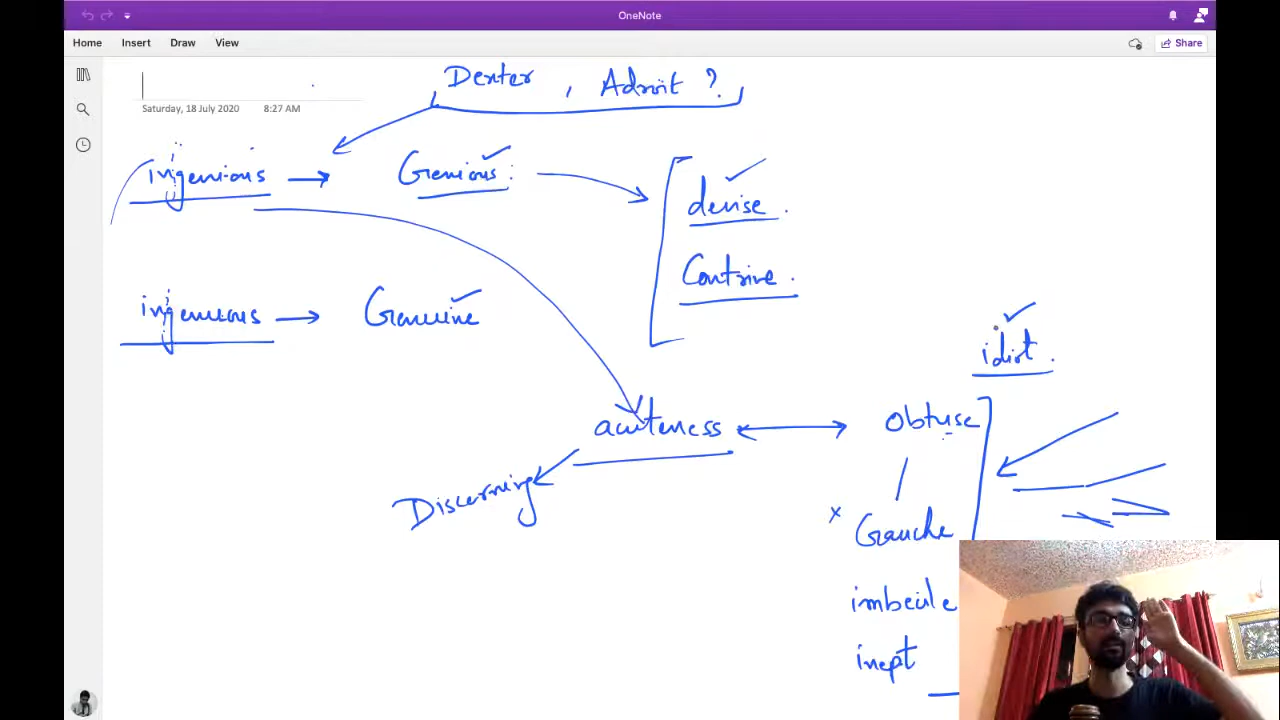 OneNote
Home Insert Draw View Share
Dexter, Adroit ?
Saturday, 18 July 2020 8:27 AM
ingenious → Genious :
devise .
Contrive .
ingenuous → Genuine
idiot .
acuteness ↔ obtuse
Discerning
x Gauche
imbecile
inept